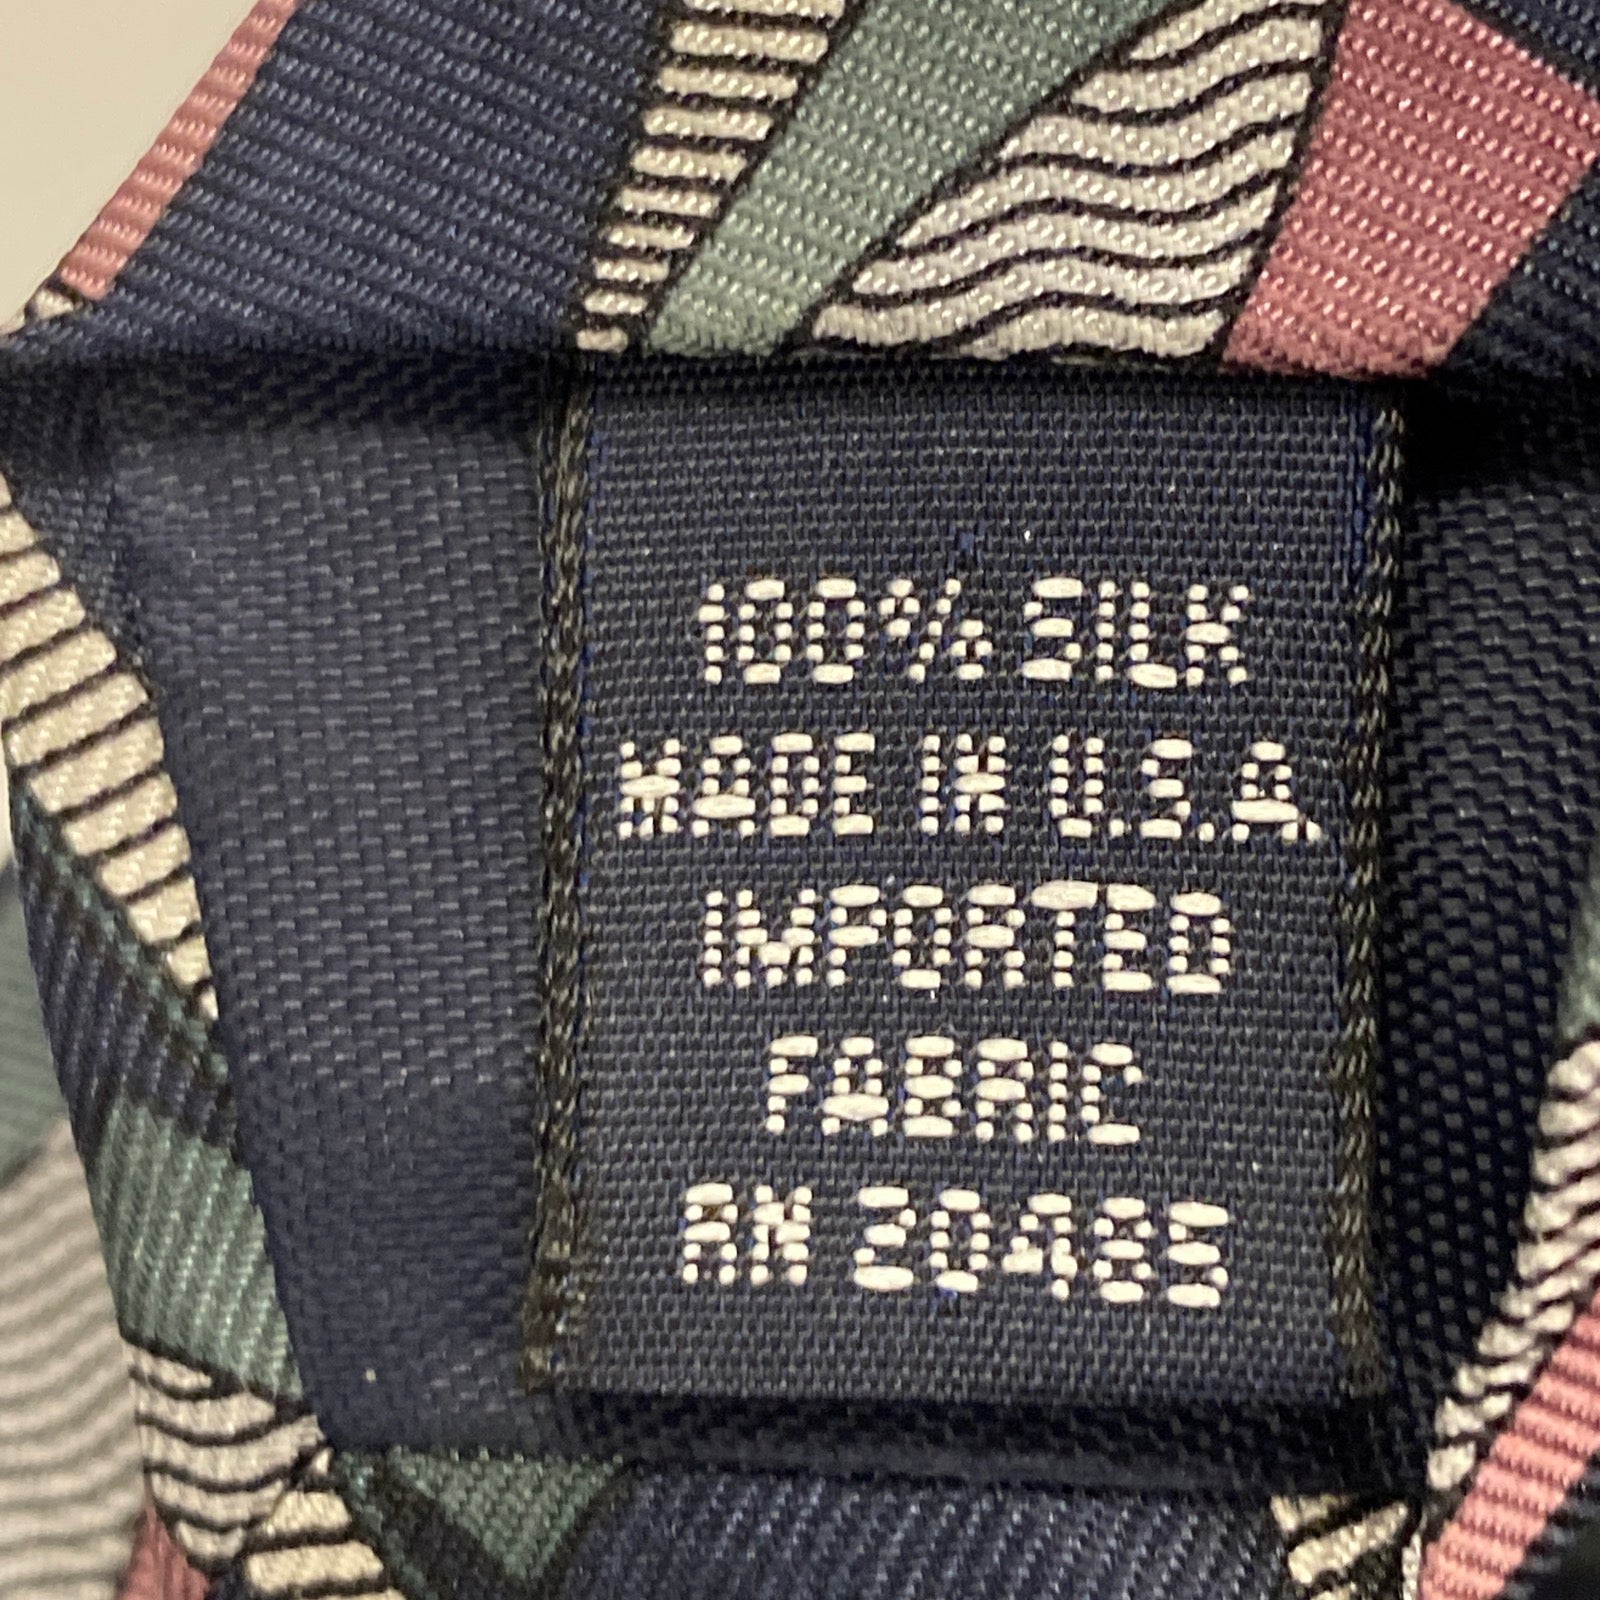 100% SILK
MADE IN U.S.A
IMPORTED
FABRIC
RN 20485